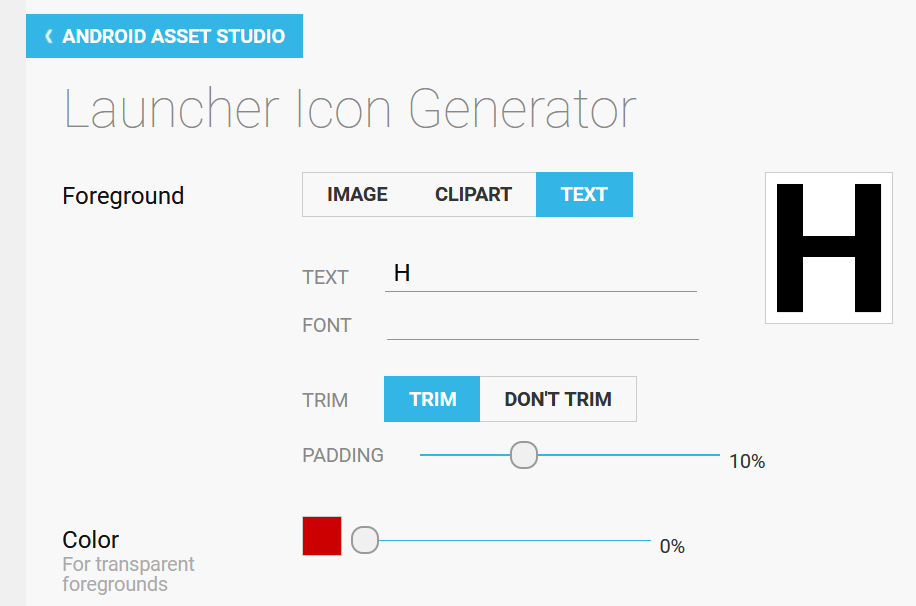 ‹ ANDROID ASSET STUDIO
Launcher Icon Generator
Foreground
IMAGE CLIPART TEXT
TEXT H
FONT
H
TRIM TRIM DON'T TRIM
PADDING 10%
Color 0%
For transparent
foregrounds